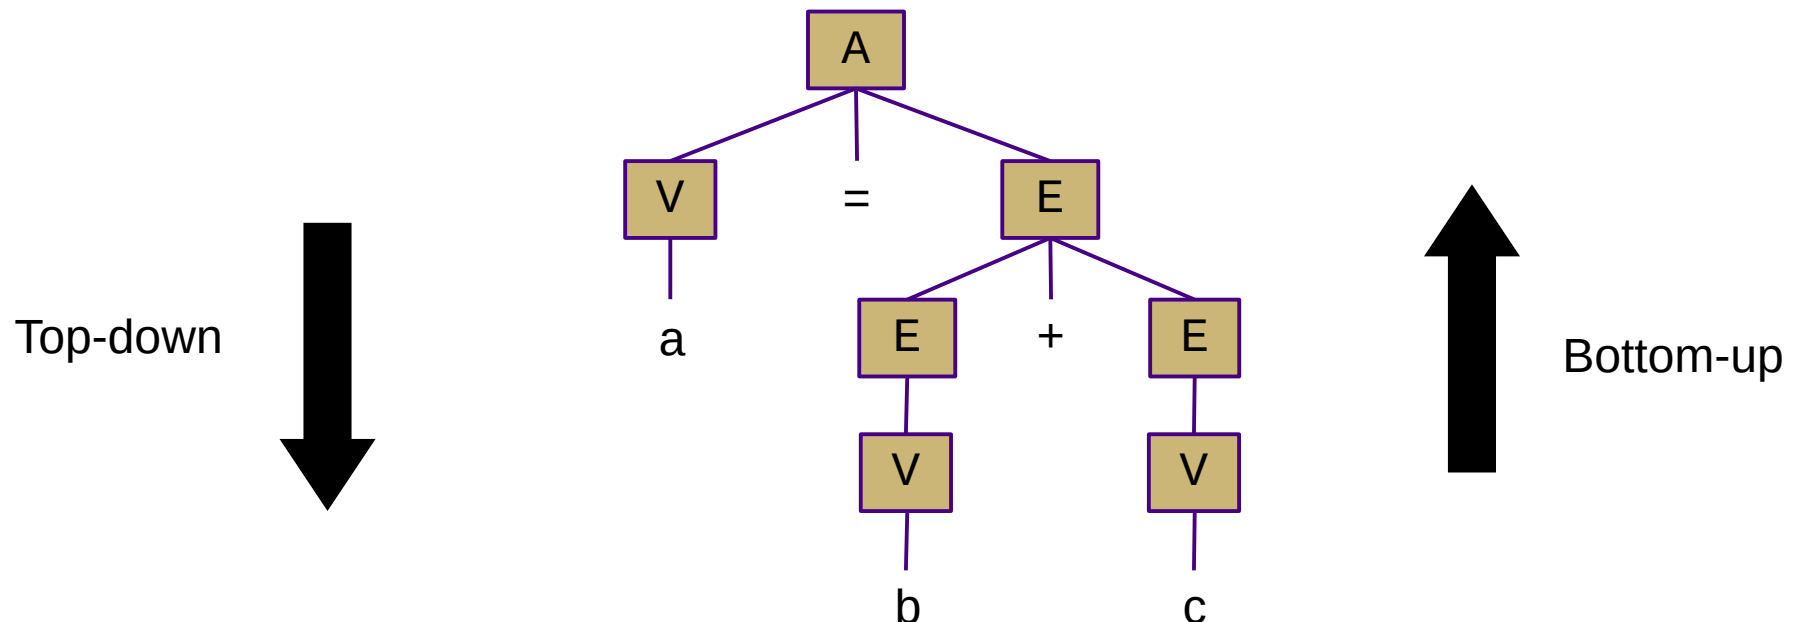 A
V = E
Top-down
a E + E
Bottom-up
V V
b c